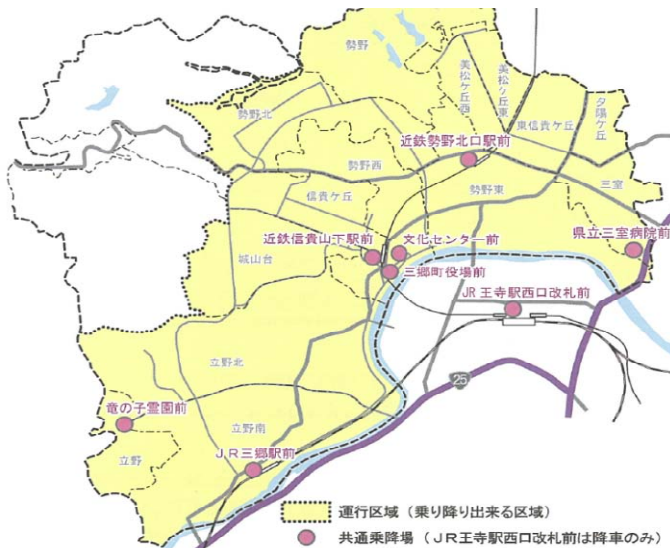 勢野
美松ケ丘西
美松ケ丘東
夕陽ケ丘
東信貴ケ丘
勢野北
近鉄勢野北口駅前
勢野西
三室
信貴ケ丘
勢野東
近鉄信貴山下駅前
文化センター前
県立三室病院前
城山台
三郷町役場前
JR王寺駅西口改札前
立野北
25
竜の子霊園前
立野南
立野
JR三郷駅前
運行区域（乗り降り出来る区域）
共通乗降場（JR王寺駅西口改札前は降車のみ）